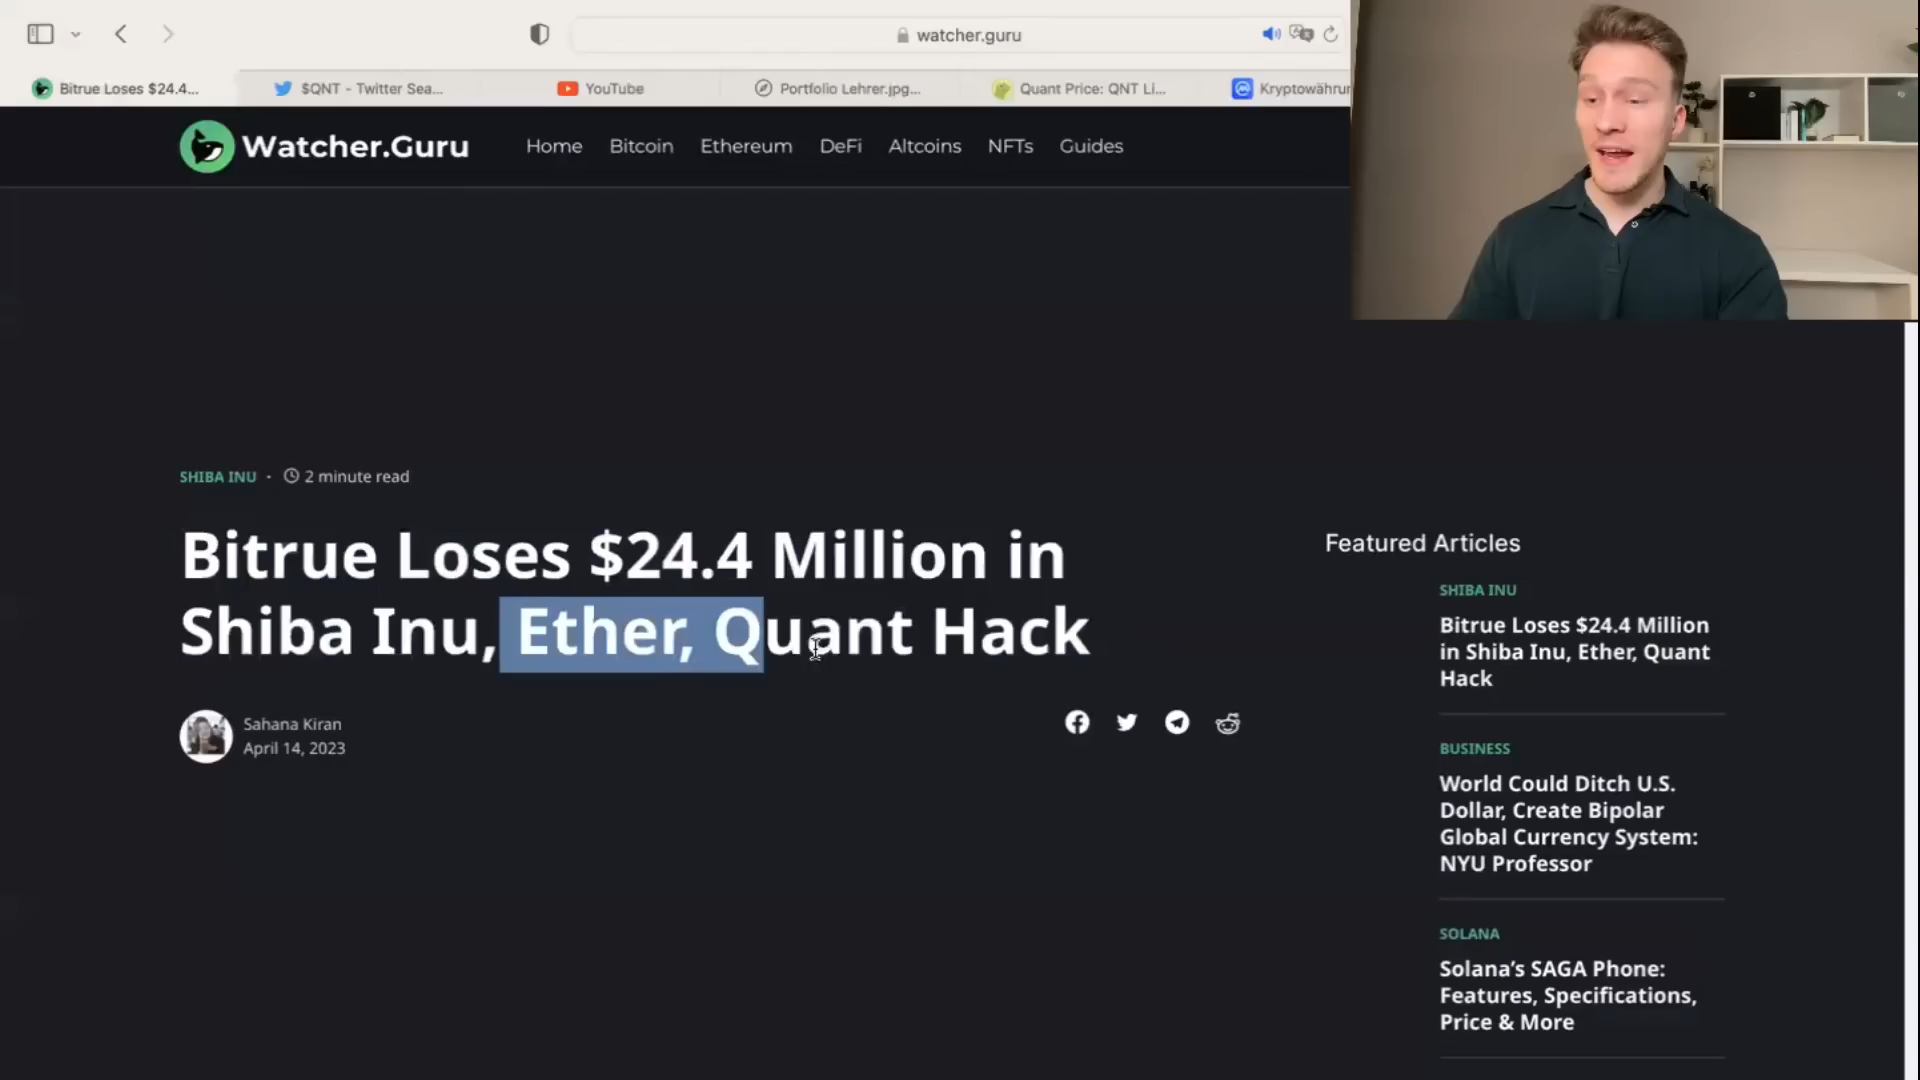 watcher.guru
Bitrue Loses $24.4...
$QNT - Twitter Sea...
YouTube
Portfolio Lehrer.jpg...
Quant Price: QNT Li...
Kryptowährun
Watcher.Guru
Home
Bitcoin
Ethereum
DeFi
Altcoins
NFTs
Guides
SHIBA INU · 2 minute read
Bitrue Loses $24.4 Million in
Shiba Inu, Ether, Quant Hack
Sahana Kiran
April 14, 2023
Featured Articles
SHIBA INU
Bitrue Loses $24.4 Million
in Shiba Inu, Ether, Quant
Hack
BUSINESS
World Could Ditch U.S.
Dollar, Create Bipolar
Global Currency System:
NYU Professor
SOLANA
Solana’s SAGA Phone:
Features, Specifications,
Price & More